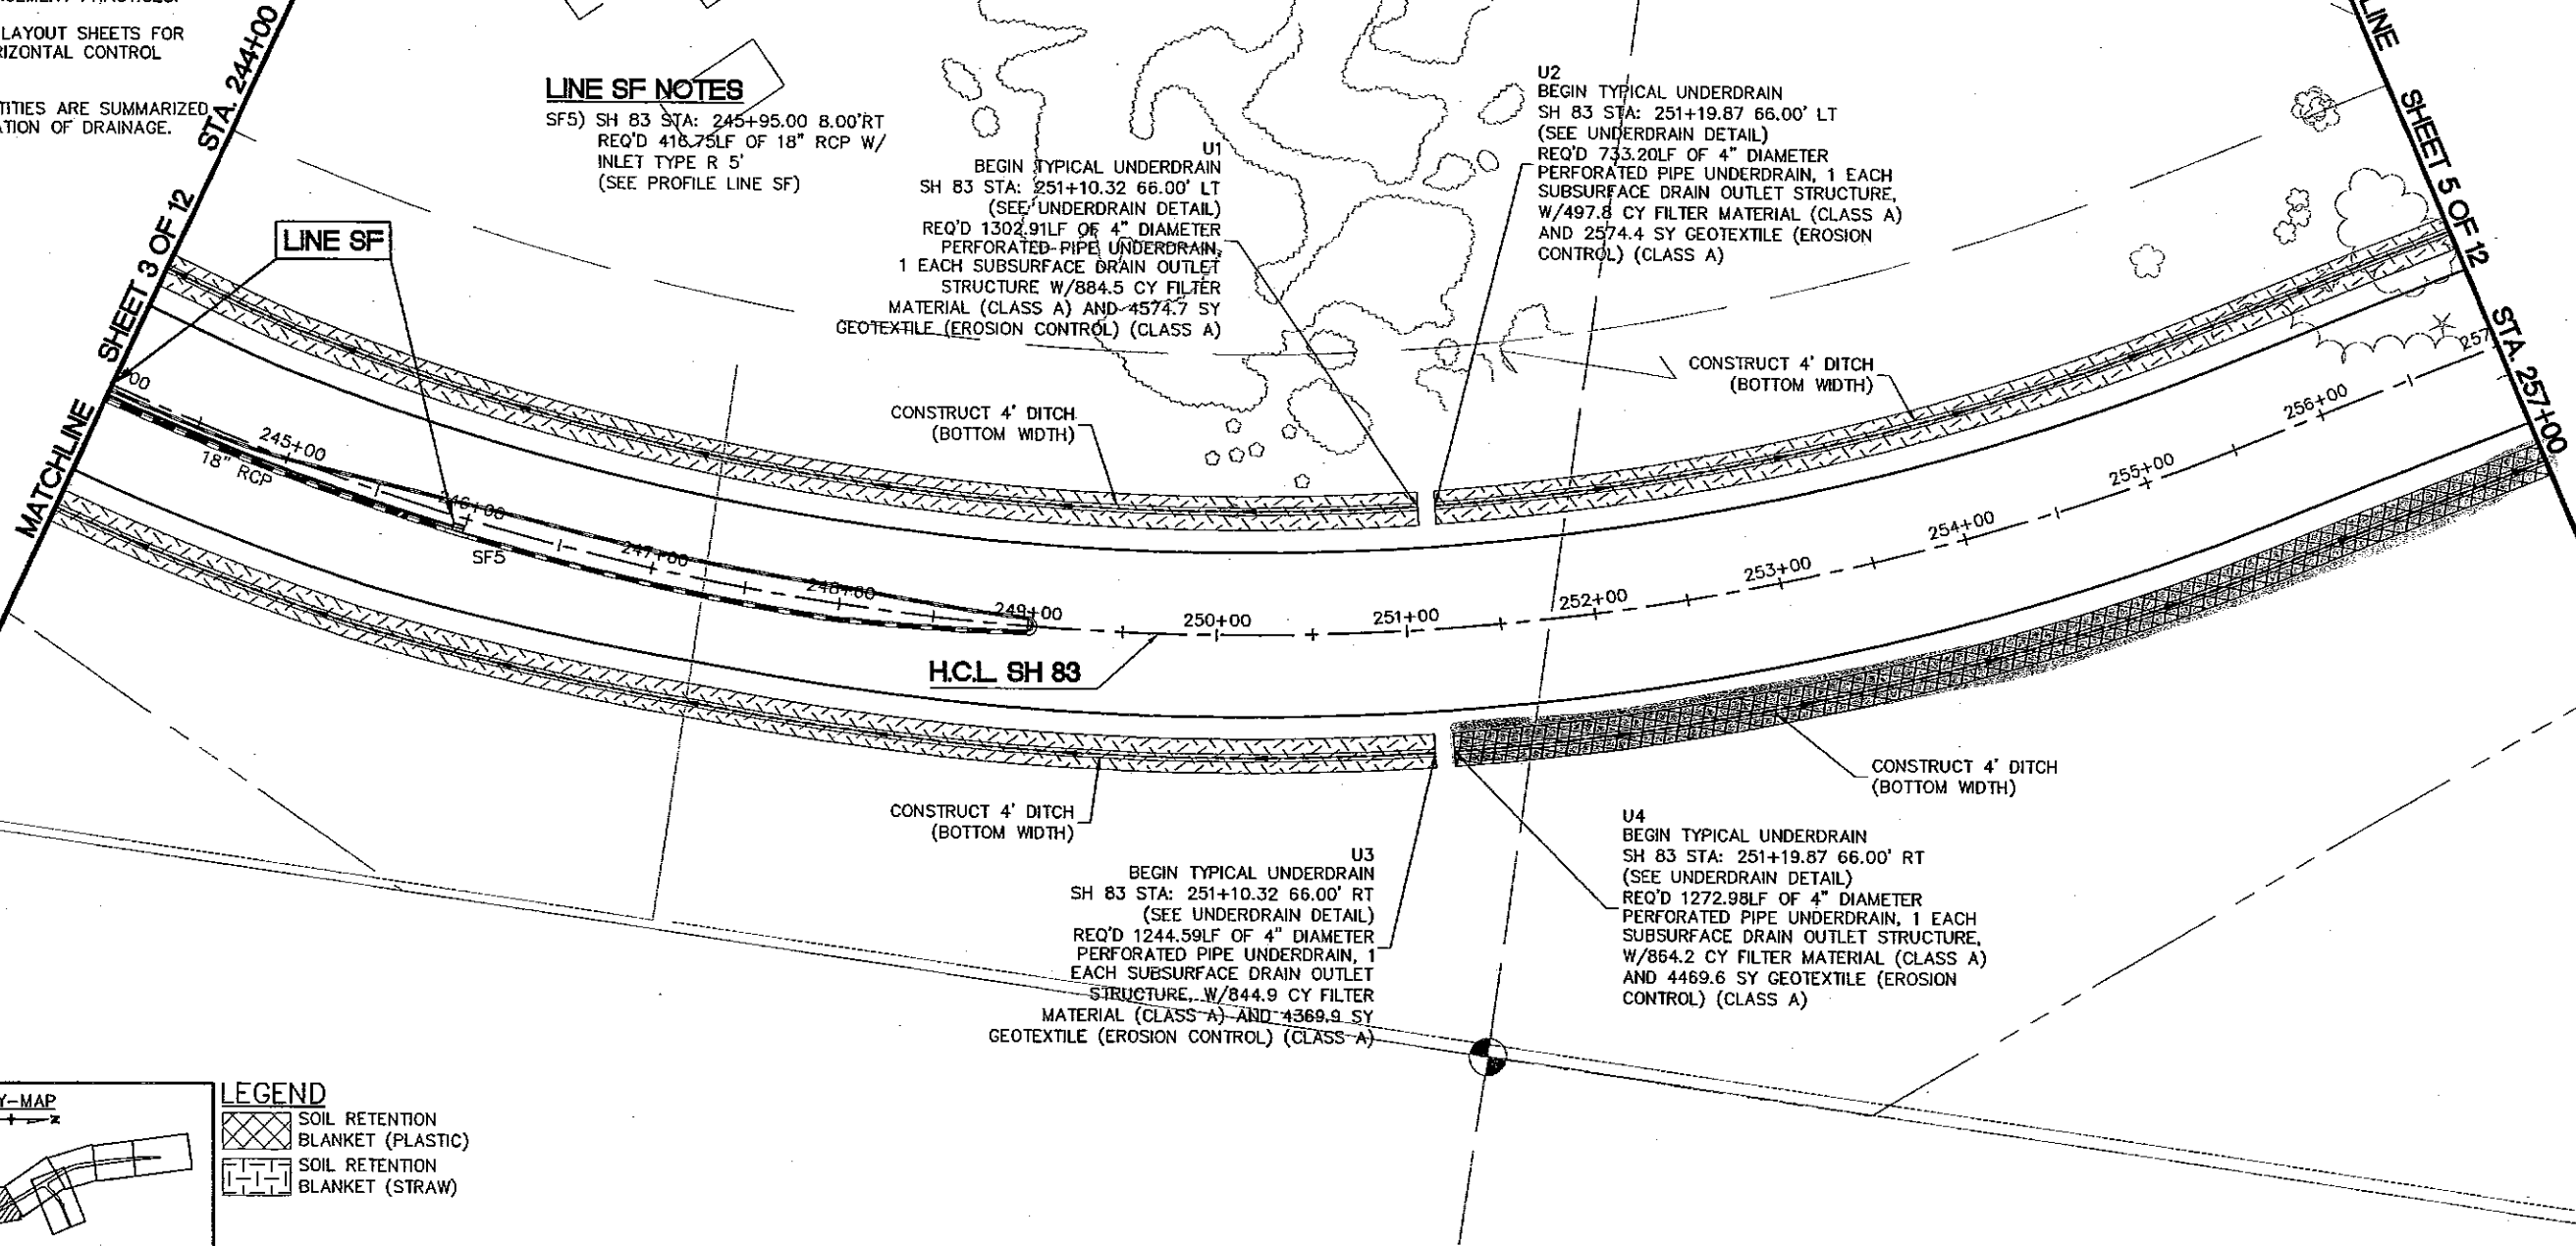 LAYOUT SHEETS FOR
CONTROL
ARE SUMMARIZED
OF DRAINAGE.
STA. 244+00
SHEET 3 OF 12
MATCHLINE
LINE SF
LINE SF NOTES
SF5) SH 83 STA: 245+95.00 8.00'RT
REQ'D 416.75LF OF 18" RCP W/
INLET TYPE R 5'
(SEE PROFILE LINE SF)
U1
BEGIN TYPICAL UNDERDRAIN
SH 83 STA: 251+10.32 66.00' LT
(SEE UNDERDRAIN DETAIL)
REQ'D 1302.91LF OF 4" DIAMETER
PERFORATED PIPE UNDERDRAIN,
1 EACH SUBSURFACE DRAIN OUTLET
STRUCTURE W/884.5 CY FILTER
MATERIAL (CLASS A) AND 4574.7 SY
GEOTEXTILE (EROSION CONTROL) (CLASS A)
U2
BEGIN TYPICAL UNDERDRAIN
SH 83 STA: 251+19.87 66.00' LT
(SEE UNDERDRAIN DETAIL)
REQ'D 733.20LF OF 4" DIAMETER
PERFORATED PIPE UNDERDRAIN, 1 EACH
SUBSURFACE DRAIN OUTLET STRUCTURE,
W/497.8 CY FILTER MATERIAL (CLASS A)
AND 2574.4 SY GEOTEXTILE (EROSION
CONTROL) (CLASS A)
LINE
SHEET 5 OF 12
STA. 257+00
CONSTRUCT 4' DITCH
(BOTTOM WIDTH)
CONSTRUCT 4' DITCH
(BOTTOM WIDTH)
00
245+00
246+00
247+00
248+00
249+00
250+00
251+00
252+00
253+00
254+00
255+00
256+00
257
18" RCP
SF5
H.C.L. SH 83
CONSTRUCT 4' DITCH
(BOTTOM WIDTH)
CONSTRUCT 4' DITCH
(BOTTOM WIDTH)
U3
BEGIN TYPICAL UNDERDRAIN
SH 83 STA: 251+10.32 66.00' RT
(SEE UNDERDRAIN DETAIL)
REQ'D 1244.59LF OF 4" DIAMETER
PERFORATED PIPE UNDERDRAIN, 1
EACH SUBSURFACE DRAIN OUTLET
STRUCTURE, W/844.9 CY FILTER
MATERIAL (CLASS A) AND 4369.9 SY
GEOTEXTILE (EROSION CONTROL) (CLASS A)
U4
BEGIN TYPICAL UNDERDRAIN
SH 83 STA: 251+19.87 66.00' RT
(SEE UNDERDRAIN DETAIL)
REQ'D 1272.98LF OF 4" DIAMETER
PERFORATED PIPE UNDERDRAIN, 1 EACH
SUBSURFACE DRAIN OUTLET STRUCTURE,
W/864.2 CY FILTER MATERIAL (CLASS A)
AND 4469.6 SY GEOTEXTILE (EROSION
CONTROL) (CLASS A)
Y-MAP
N
LEGEND
SOIL RETENTION
BLANKET (PLASTIC)
SOIL RETENTION
BLANKET (STRAW)